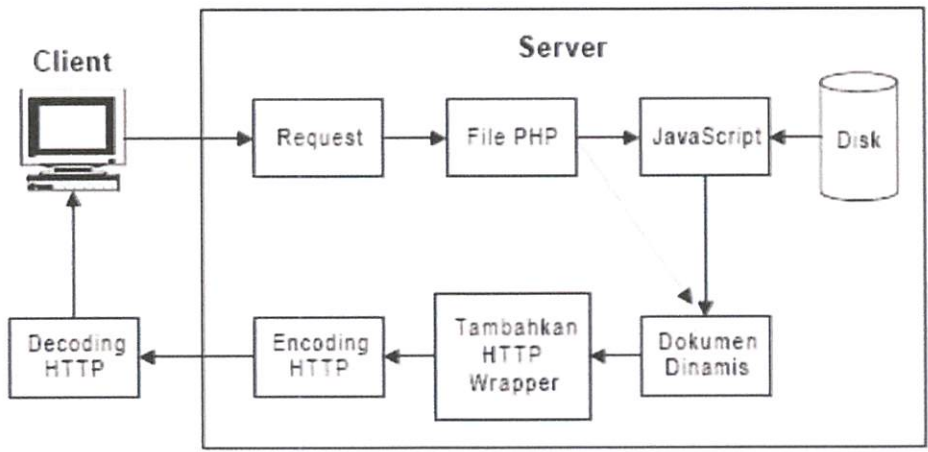 Server
Client
Request
File PHP
JavaScript
Disk
Decoding
HTTP
Encoding
HTTP
Tambahkan
HTTP
Wrapper
Dokumen
Dinamis